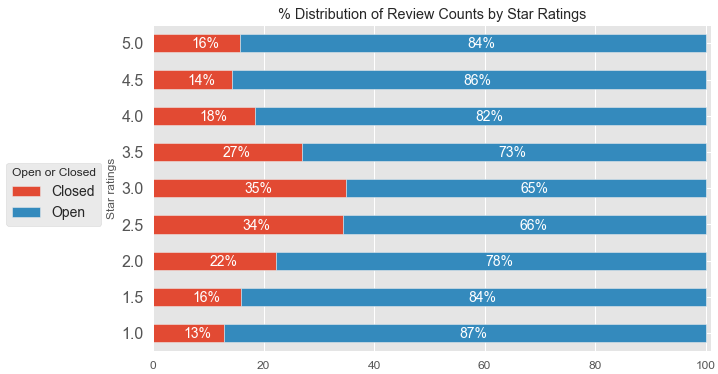 % Distribution of Review Counts by Star Ratings
5.0 16% 84%
4.5 14% 86%
4.0 18% 82%
3.5 27% 73%
3.0 35% 65%
2.5 34% 66%
2.0 22% 78%
1.5 16% 84%
1.0 13% 87%
0 20 40 60 80 100
Star ratings
Open or Closed
Closed
Open